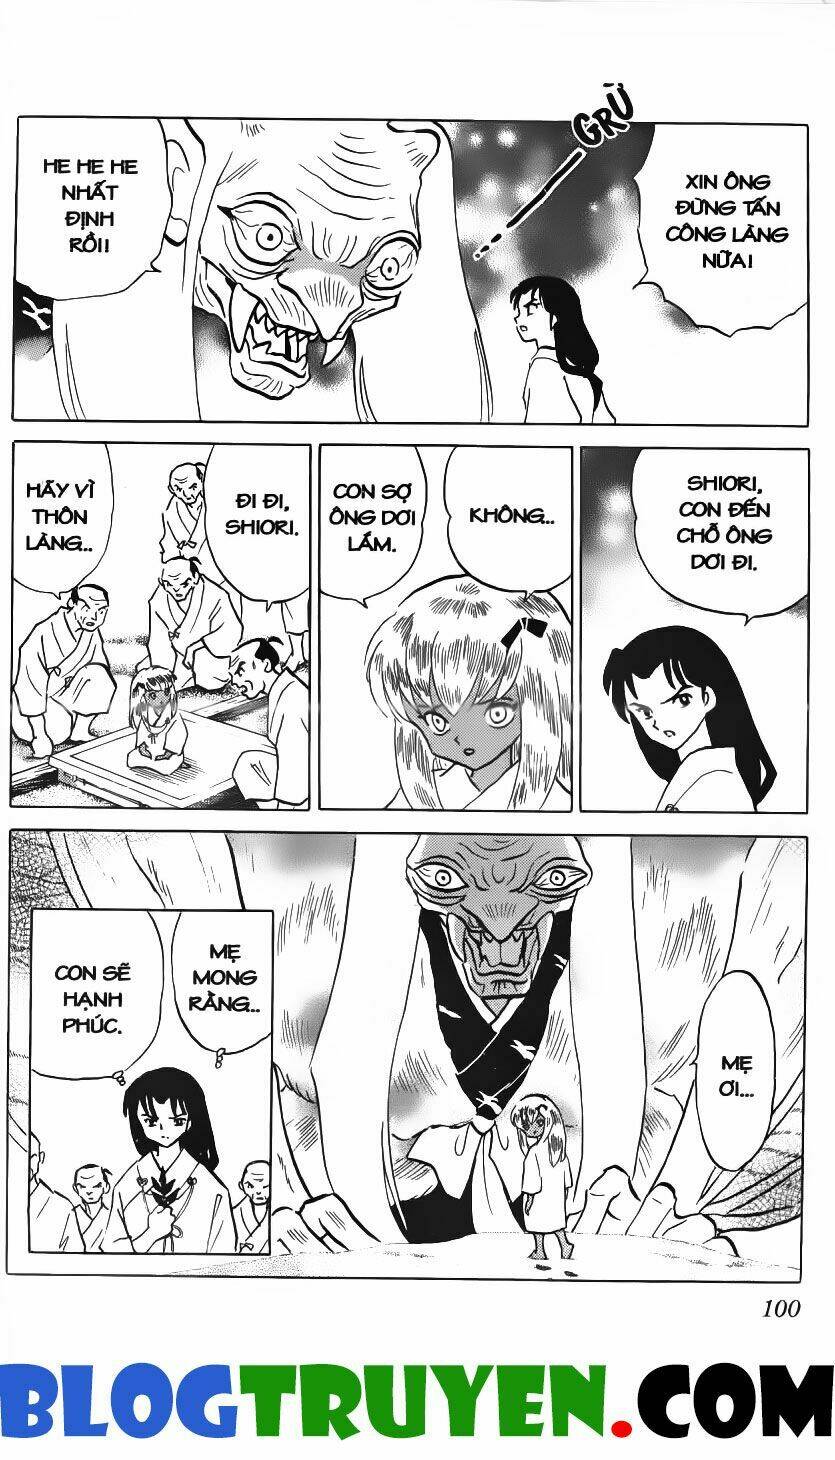 GRỪ
XIN ÔNG
ĐỪNG TẤN
CÔNG LÀNG
NỮA!
HE HE HE
NHẤT
ĐỊNH
RỒI!
SHIORI,
CON ĐẾN
CHỖ ÔNG
DƠI ĐI.
KHÔNG...
CON SỢ
ÔNG DƠI
LẮM.
ĐI ĐI,
SHIORI.
HÃY VÌ
THÔN
LÀNG..
MẸ
ƠI...
MẸ
MONG
RẰNG...
CON SẼ
HẠNH
PHÚC.
100
BLOGTRUYEN.COM